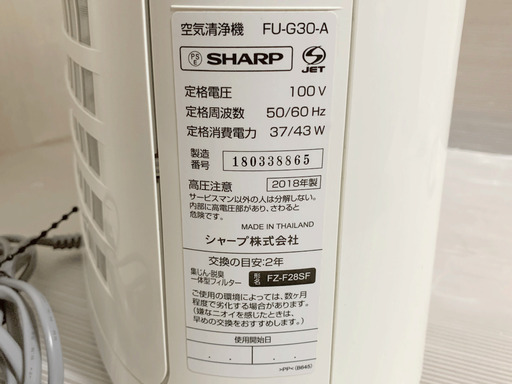 空気清浄機 FU-G30-A
PS E SHARP S JET
定格電圧 100 V
定格周波数 50/60 Hz
定格消費電力 37/43 W
製造番号 180338865
高圧注意 2018年製
サービスマン以外の人は分解しない。
内部に高電圧部があり、さわると
危険です。
MADE IN THAILAND
シャープ株式会社
交換の目安:2年
集じん・脱臭
一体型フィルター 形名 FZ-F28SF
ご使用の環境によっては、数ヶ月
程度で劣化する場合があります。
(嫌なニオイを感じたときは、
早めの交換をおすすめします。)
使用開始日
. . . .
>PP< (B645)